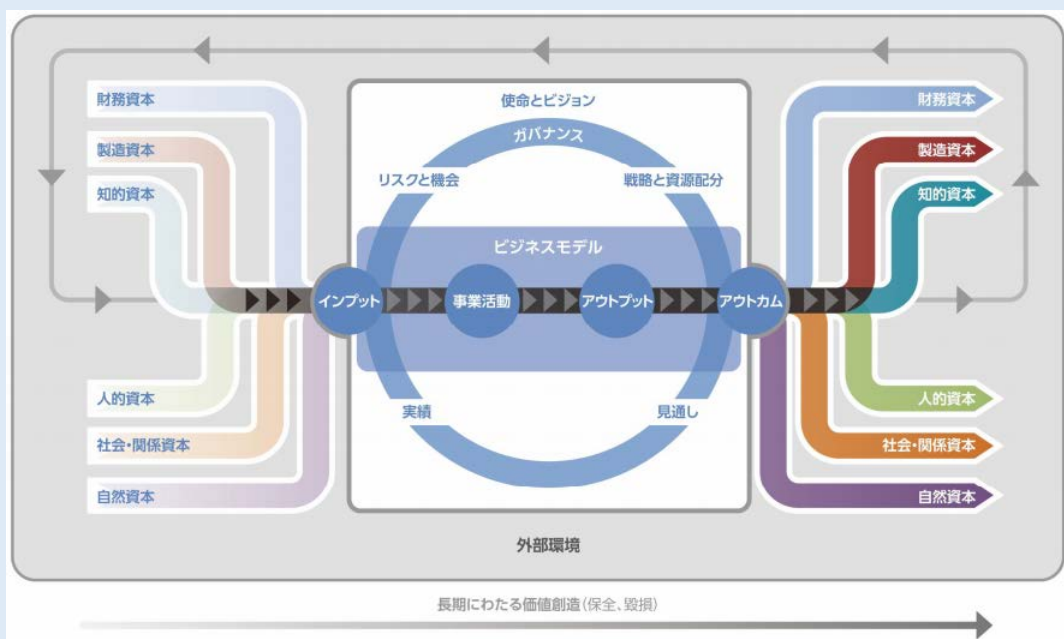 財務資本
製造資本
知的資本
人的資本
社会・関係資本
自然資本
使命とビジョン
ガバナンス
リスクと機会
戦略と資源配分
ビジネスモデル
インプット
事業活動
アウトプット
アウトカム
実績
見通し
財務資本
製造資本
知的資本
人的資本
社会・関係資本
自然資本
外部環境
長期にわたる価値創造(保全、毀損)